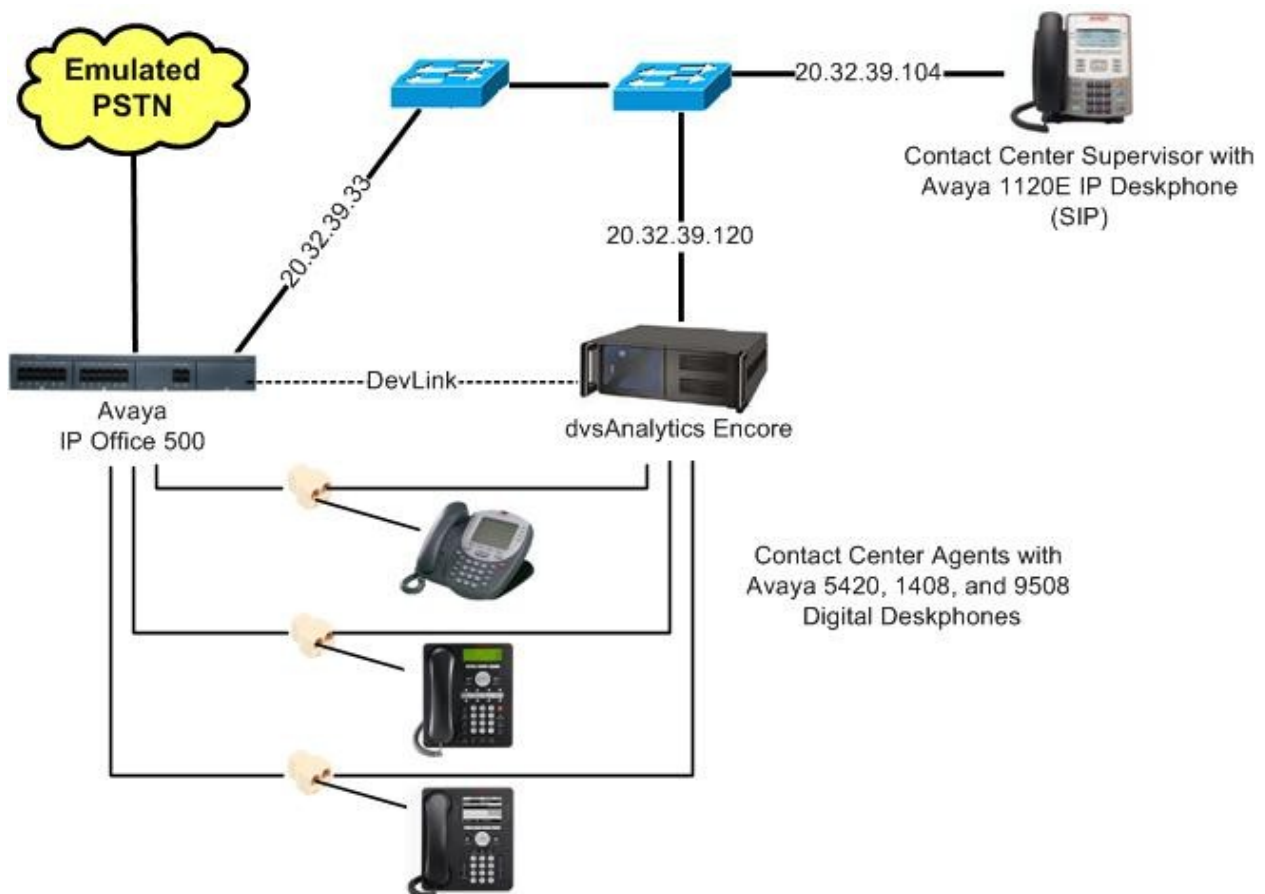 Emulated
PSTN
20.32.39.104
Contact Center Supervisor with
Avaya 1120E IP Deskphone
(SIP)
20.32.39.33
20.32.39.120
DevLink
Avaya
IP Office 500
dvsAnalytics Encore
Contact Center Agents with
Avaya 5420, 1408, and 9508
Digital Deskphones